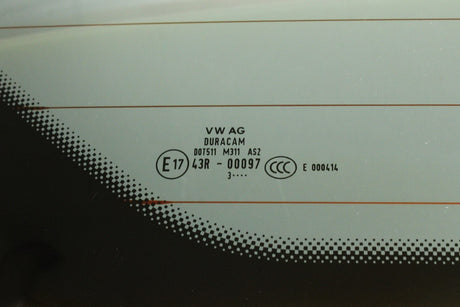 VW AG
DURACAM
DOT511 M311 AS2
E17 43R - 00097 CCC E 000414
3····